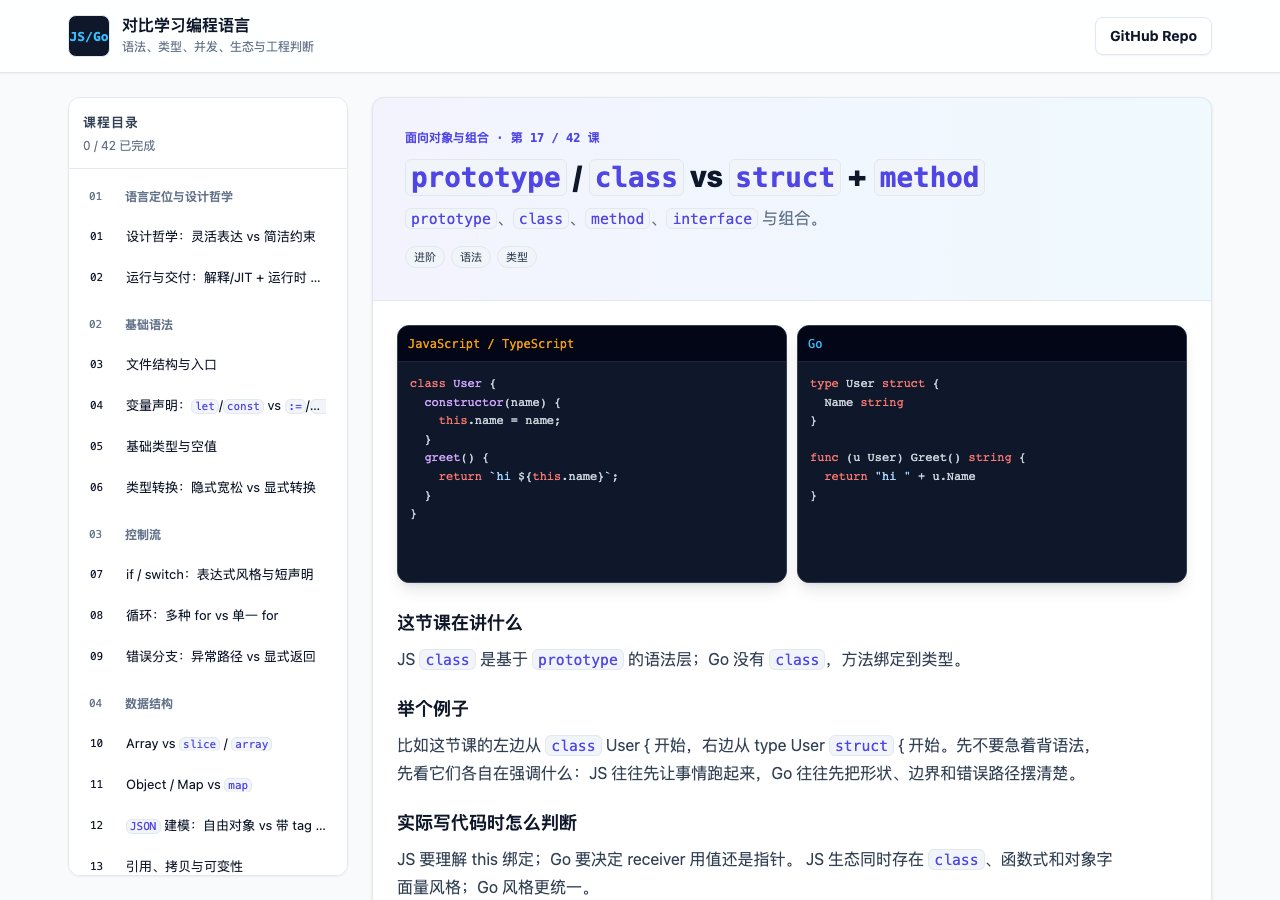 JS/Go
对比学习编程语言
语法、类型、并发、生态与工程判断
GitHub Repo
课程目录
0 / 42 已完成
01 语言定位与设计哲学
01 设计哲学：灵活表达 vs 简洁约束
02 运行与交付：解释/JIT + 运行时 ...
02 基础语法
03 文件结构与入口
04 变量声明：let / const vs := /...
05 基础类型与空值
06 类型转换：隐式宽松 vs 显式转换
03 控制流
07 if / switch：表达式风格与短声明
08 循环：多种 for vs 单一 for
09 错误分支：异常路径 vs 显式返回
04 数据结构
10 Array vs slice / array
11 Object / Map vs map
12 JSON 建模：自由对象 vs 带 tag ...
13 引用、拷贝与可变性
面向对象与组合 · 第 17 / 42 课
prototype / class vs struct + method
prototype、class、method、interface 与组合。
进阶 语法 类型
JavaScript / TypeScript
class User {
  constructor(name) {
    this.name = name;
  }
  greet() {
    return `hi ${this.name}`;
  }
}
Go
type User struct {
  Name string
}
func (u User) Greet() string {
  return "hi " + u.Name
}
这节课在讲什么
JS class 是基于 prototype 的语法层；Go 没有 class，方法绑定到类型。
举个例子
比如这节课的左边从 class User { 开始，右边从 type User struct { 开始。先不要急着背语法，
先看它们各自在强调什么：JS 往往先让事情跑起来，Go 往往先把形状、边界和错误路径摆清楚。
实际写代码时怎么判断
JS 要理解 this 绑定；Go 要决定 receiver 用值还是指针。 JS 生态同时存在 class、函数式和对象字
面量风格；Go 风格更统一。